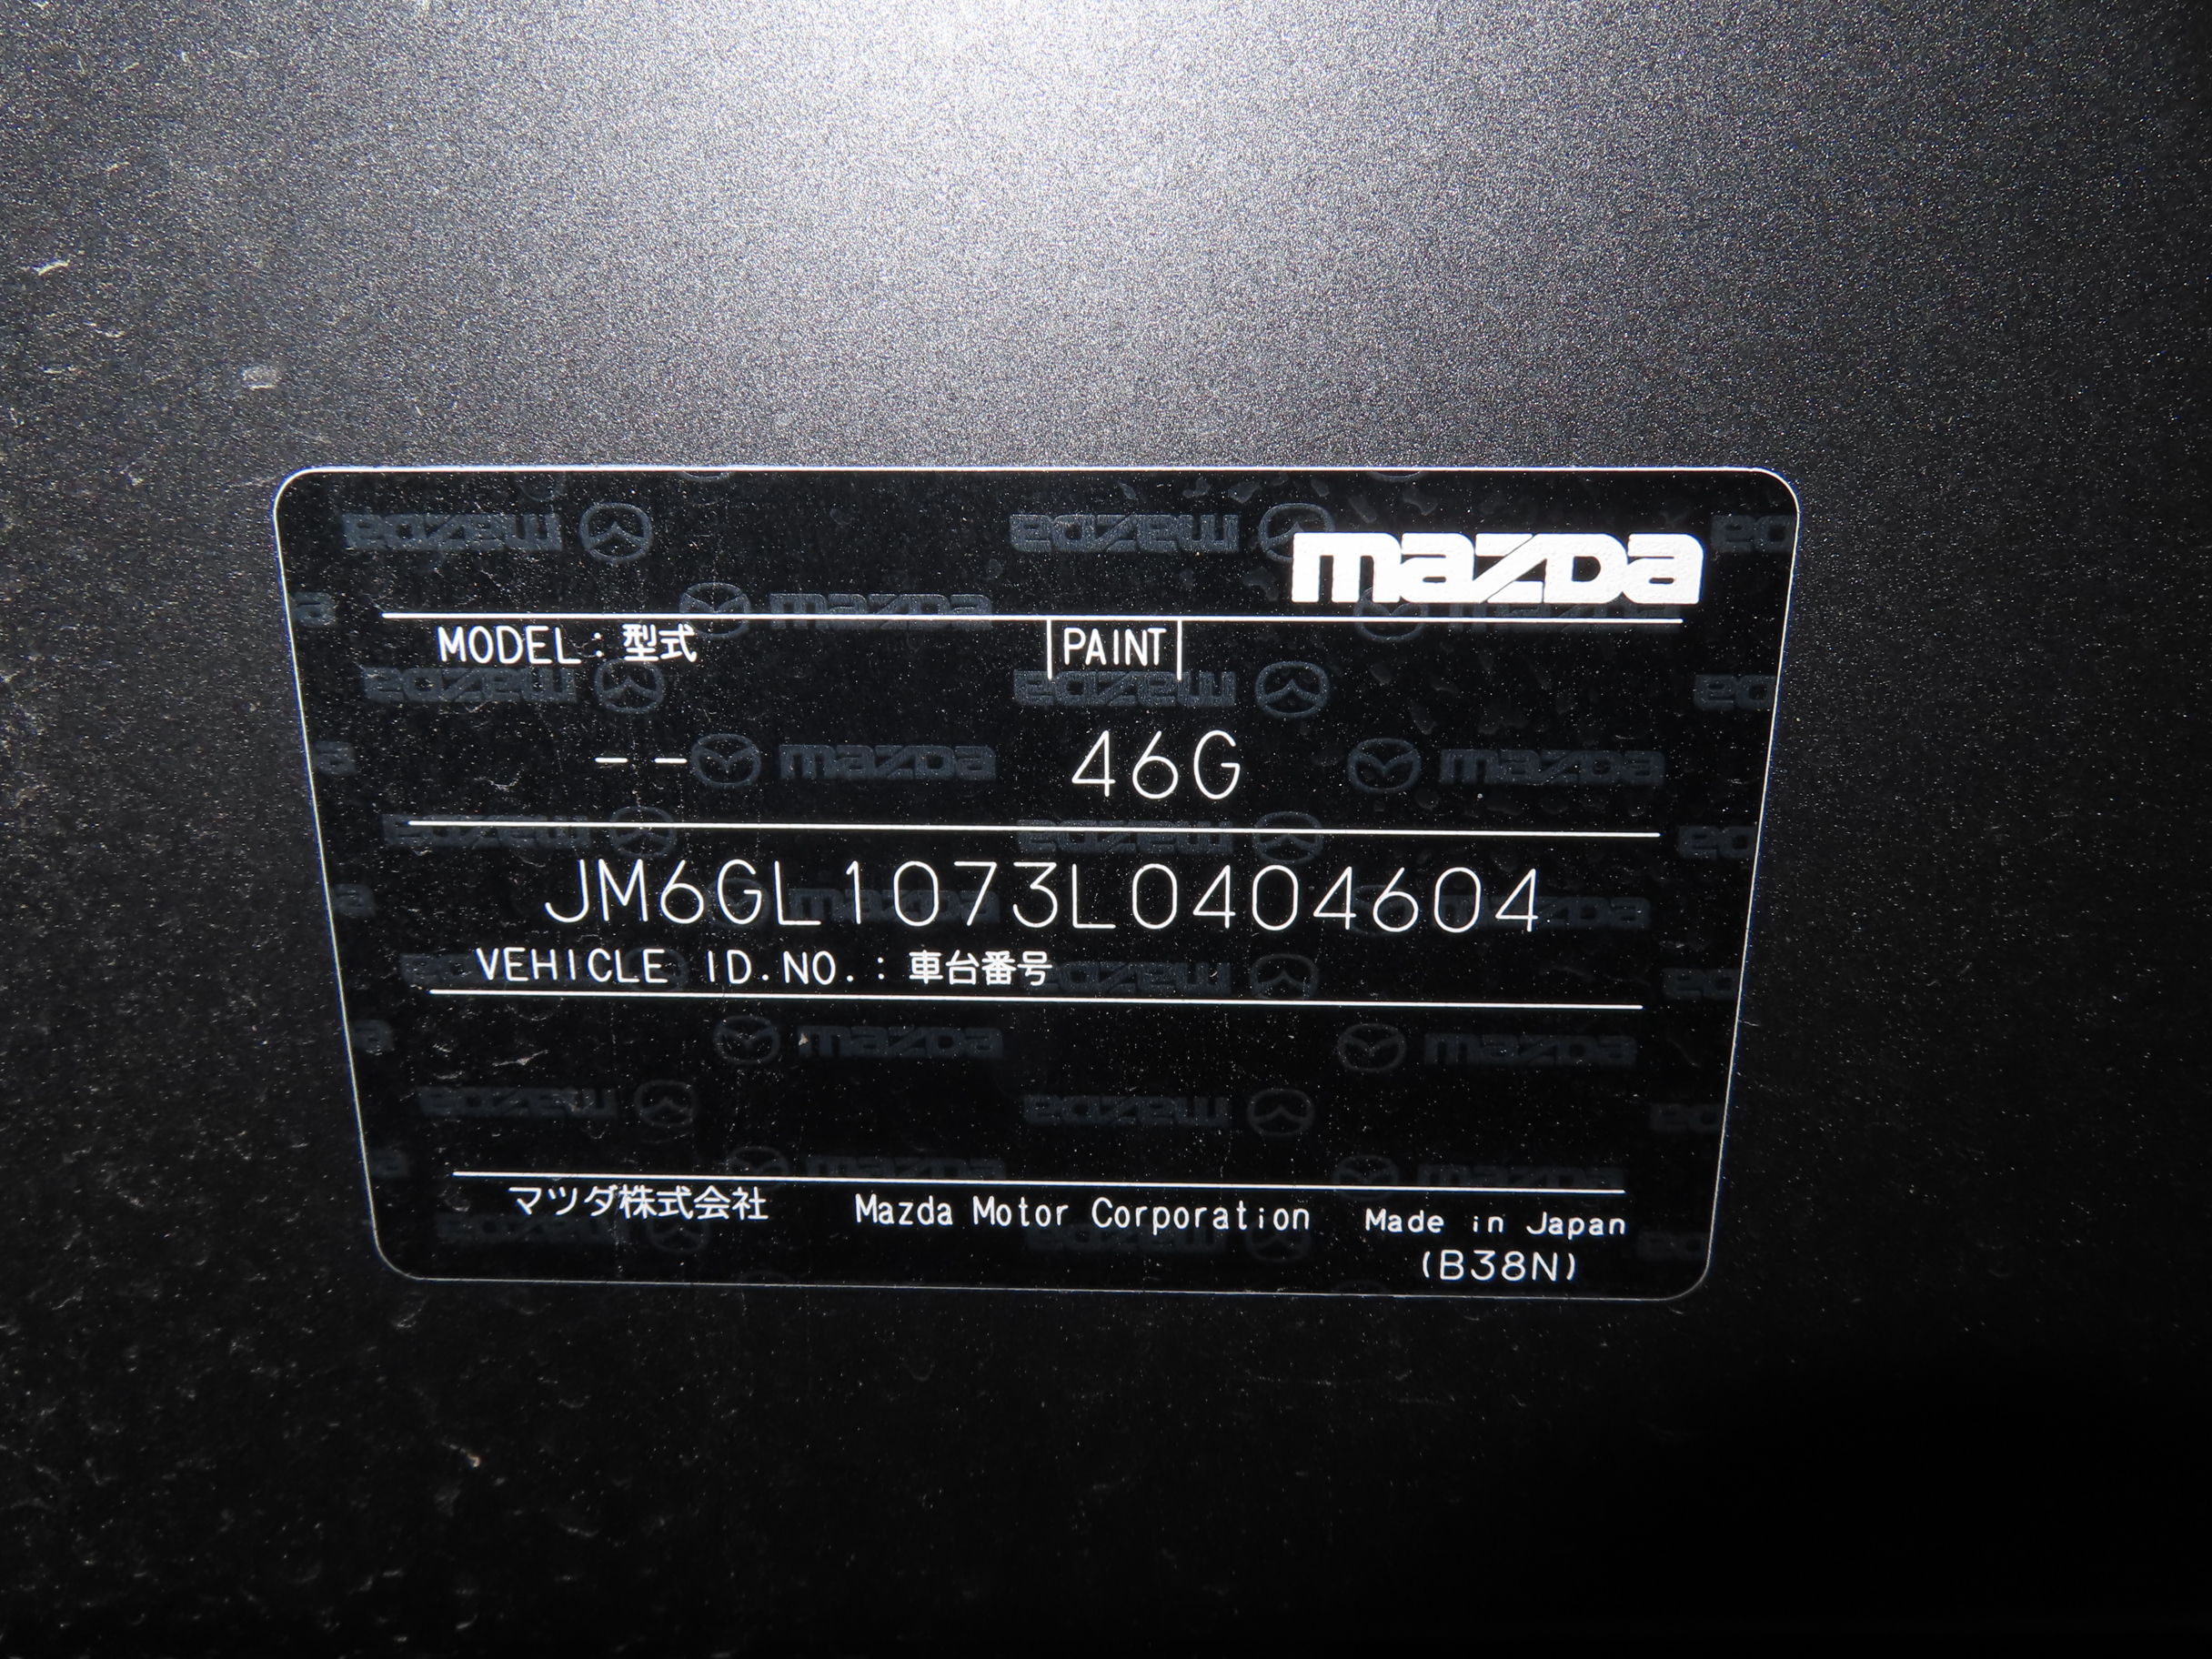 mazda
MODEL: 型式 PAINT
-- 46G
JM6GL1073L0404604
VEHICLE ID.NO.: 車台番号
マツダ株式会社 Mazda Motor Corporation Made in Japan
(B38N)